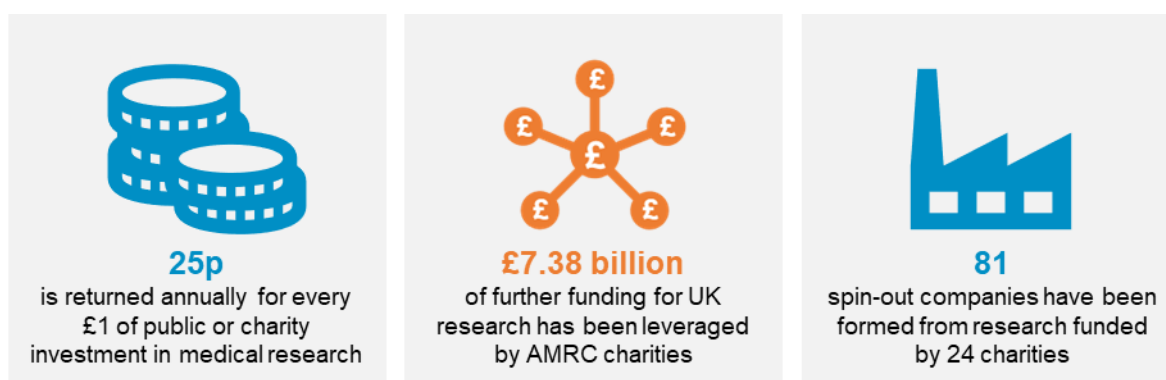 25p
is returned annually for every
£1 of public or charity
investment in medical research
£
£
£
£
£
£
£7.38 billion
of further funding for UK
research has been leveraged
by AMRC charities
81
spin-out companies have been
formed from research funded
by 24 charities